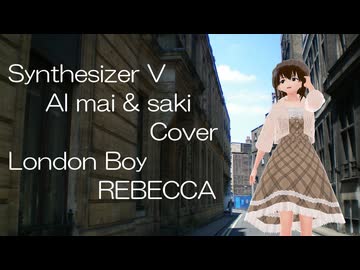 Synthesizer V
AI mai & saki
Cover
London Boy
REBECCA